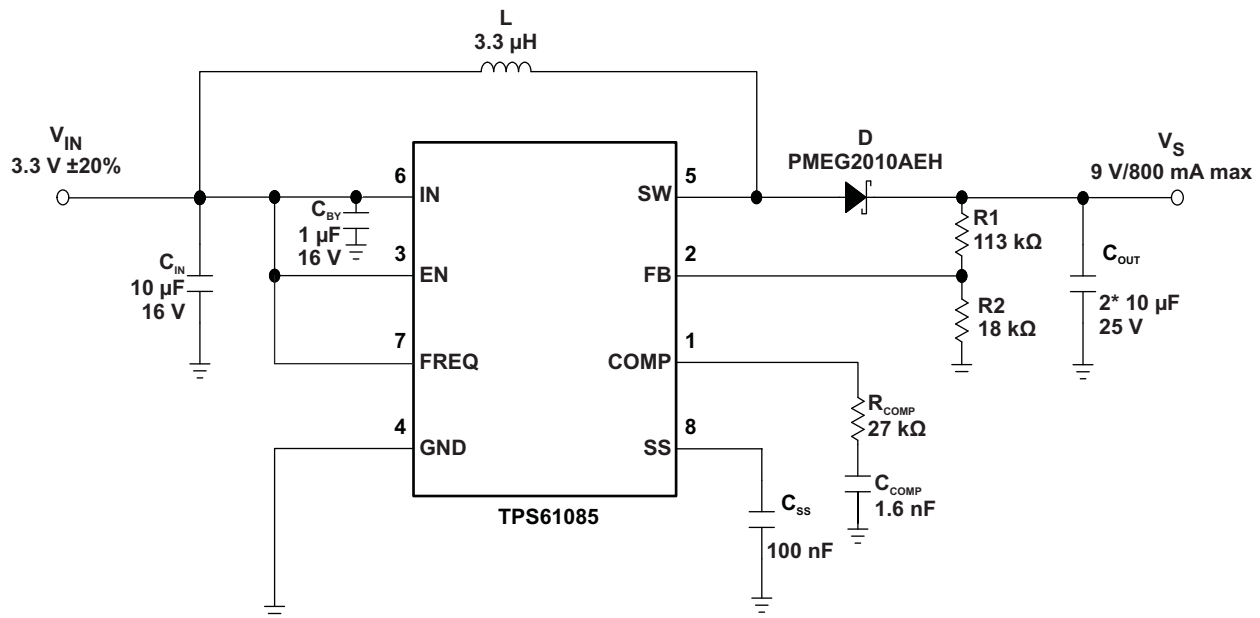 L
3.3 µH
V_IN
3.3 V ±20%
D
PMEG2010AEH
V_S
9 V/800 mA max
6
IN
SW
5
C_BY
1 µF
16 V
R1
113 kΩ
C_IN
10 µF
16 V
3
EN
FB
2
C_OUT
2* 10 µF
25 V
R2
18 kΩ
7
FREQ
COMP
1
R_COMP
27 kΩ
4
GND
SS
8
C_COMP
1.6 nF
TPS61085
C_SS
100 nF